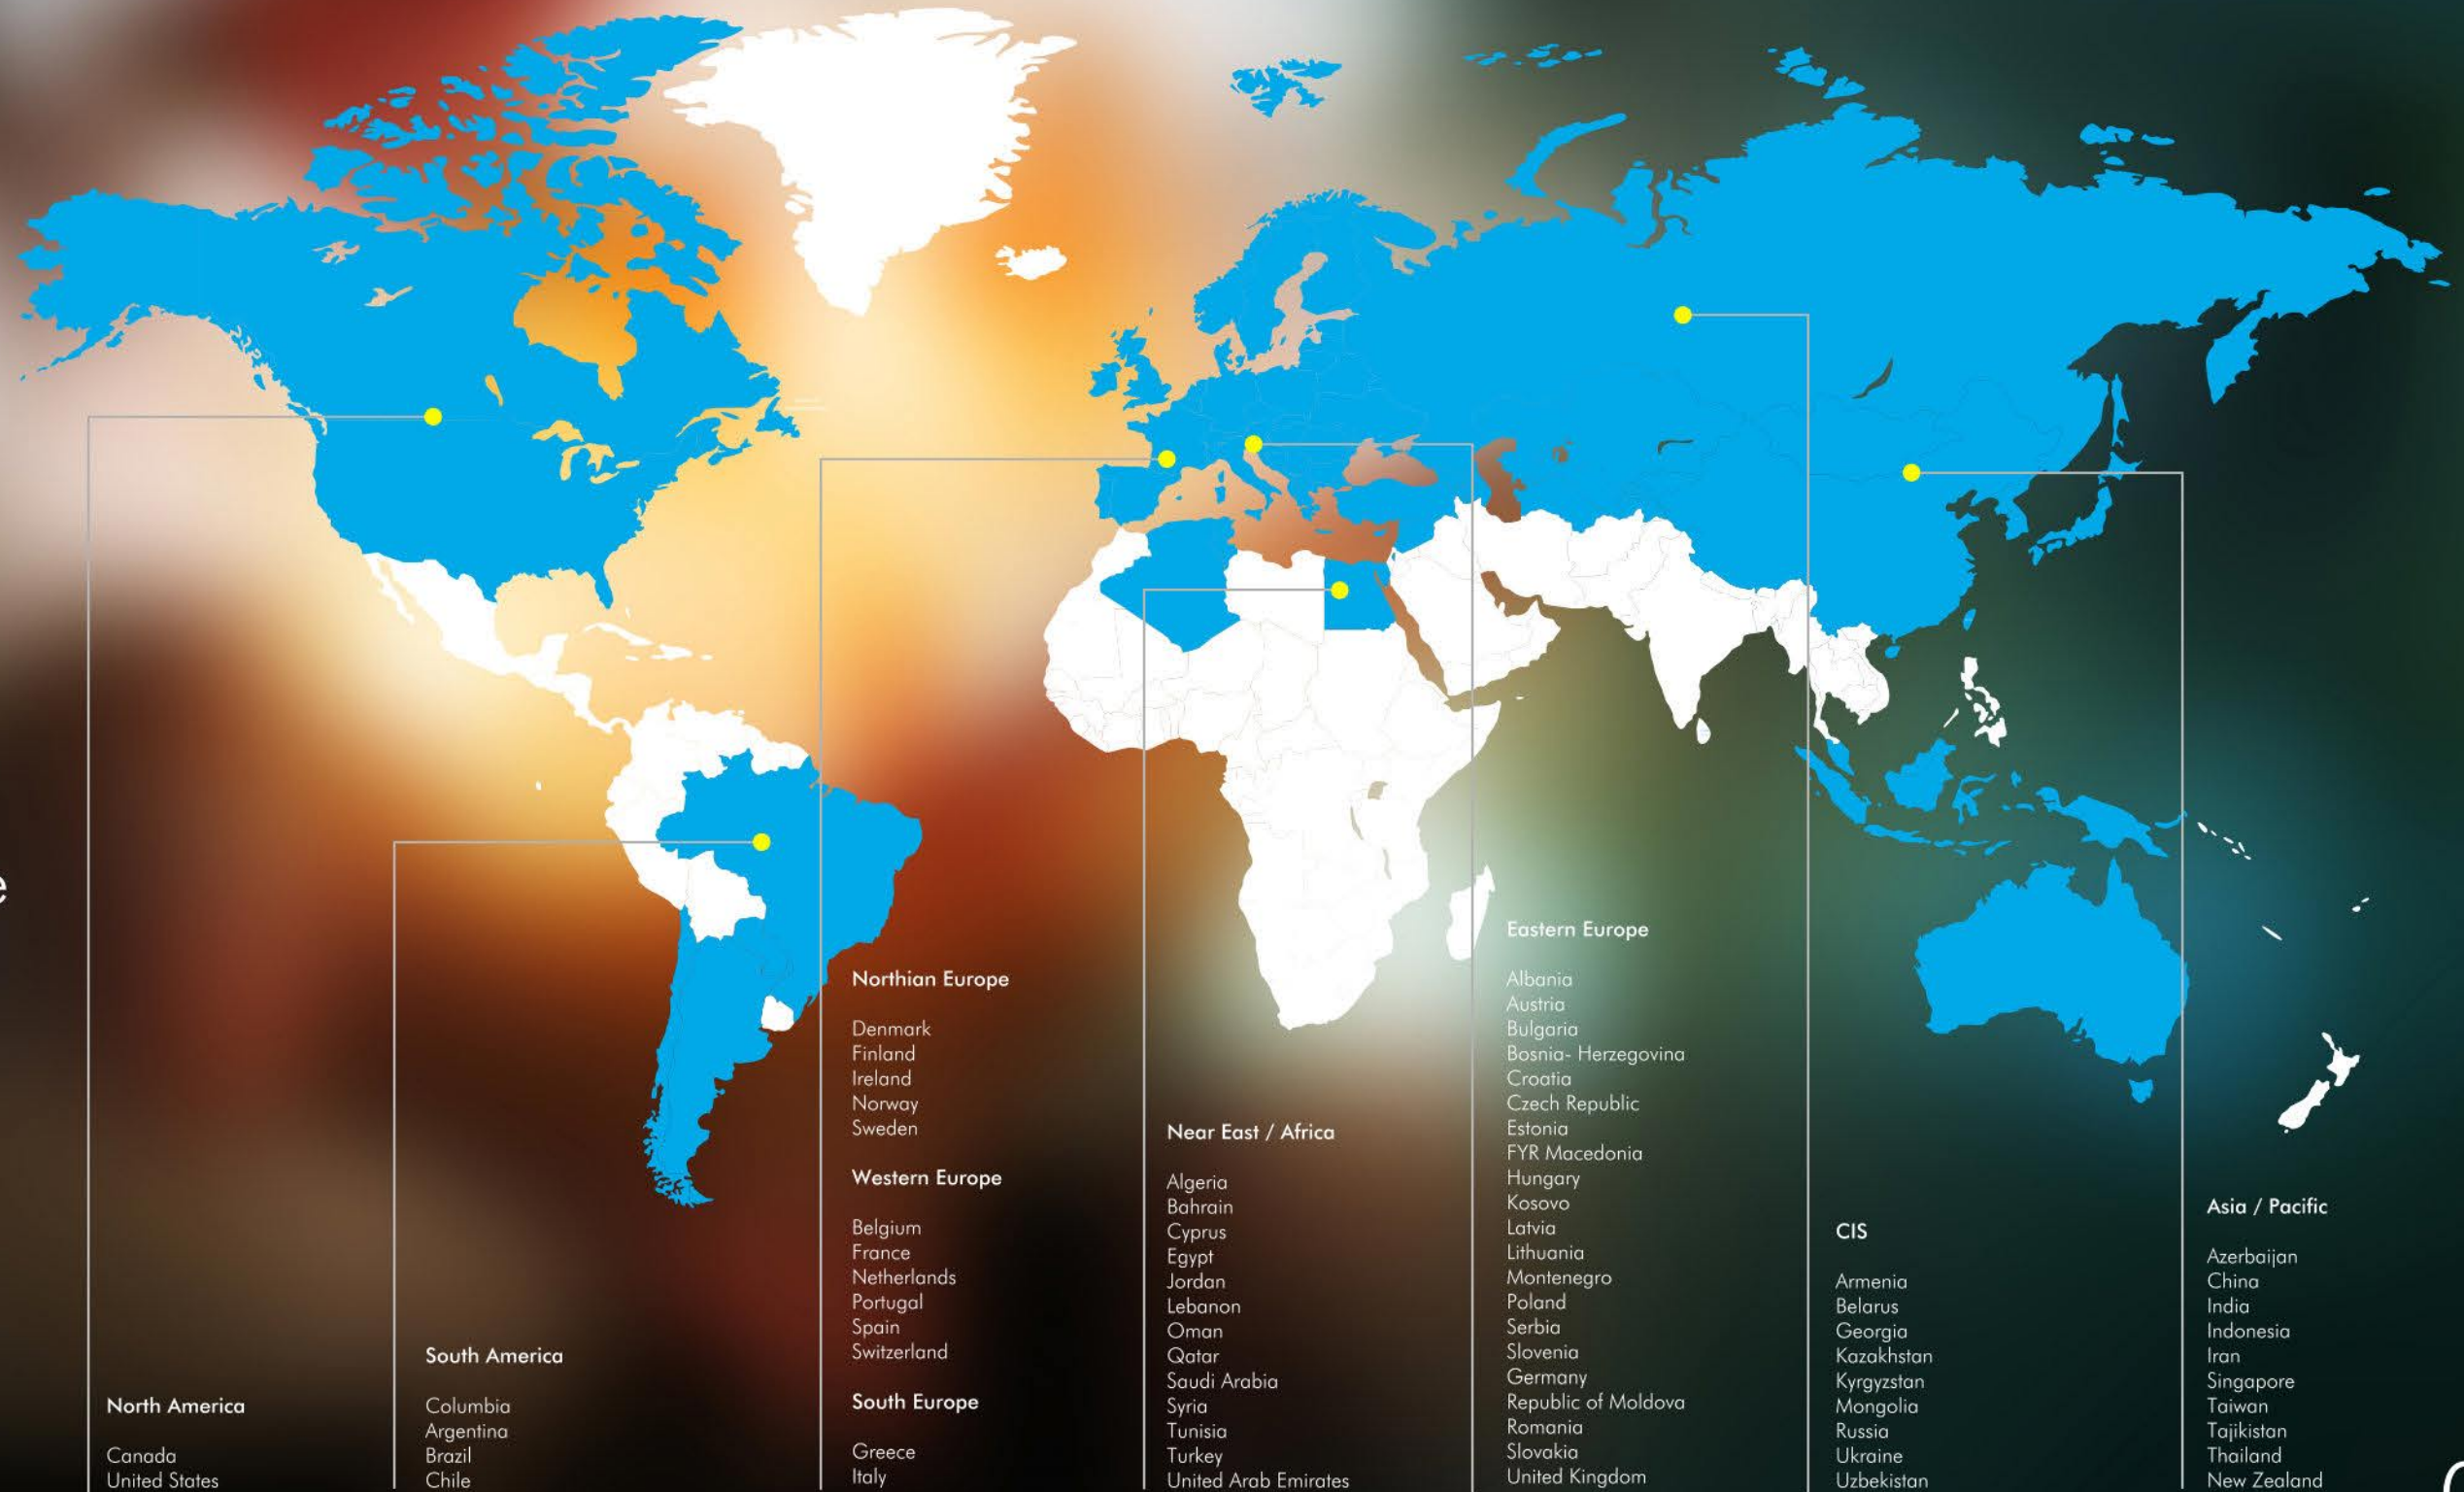 e
North America
Canada
United States
South America
Columbia
Argentina
Brazil
Chile
Northian Europe
Denmark
Finland
Ireland
Norway
Sweden
Western Europe
Belgium
France
Netherlands
Portugal
Spain
Switzerland
South Europe
Greece
Italy
Near East / Africa
Algeria
Bahrain
Cyprus
Egypt
Jordan
Lebanon
Oman
Qatar
Saudi Arabia
Syria
Tunisia
Turkey
United Arab Emirates
Eastern Europe
Albania
Austria
Bulgaria
Bosnia- Herzegovina
Croatia
Czech Republic
Estonia
FYR Macedonia
Hungary
Kosovo
Latvia
Lithuania
Montenegro
Poland
Serbia
Slovenia
Germany
Republic of Moldova
Romania
Slovakia
United Kingdom
CIS
Armenia
Belarus
Georgia
Kazakhstan
Kyrgyzstan
Mongolia
Russia
Ukraine
Uzbekistan
Asia / Pacific
Azerbaijan
China
India
Indonesia
Iran
Singapore
Taiwan
Tajikistan
Thailand
New Zealand